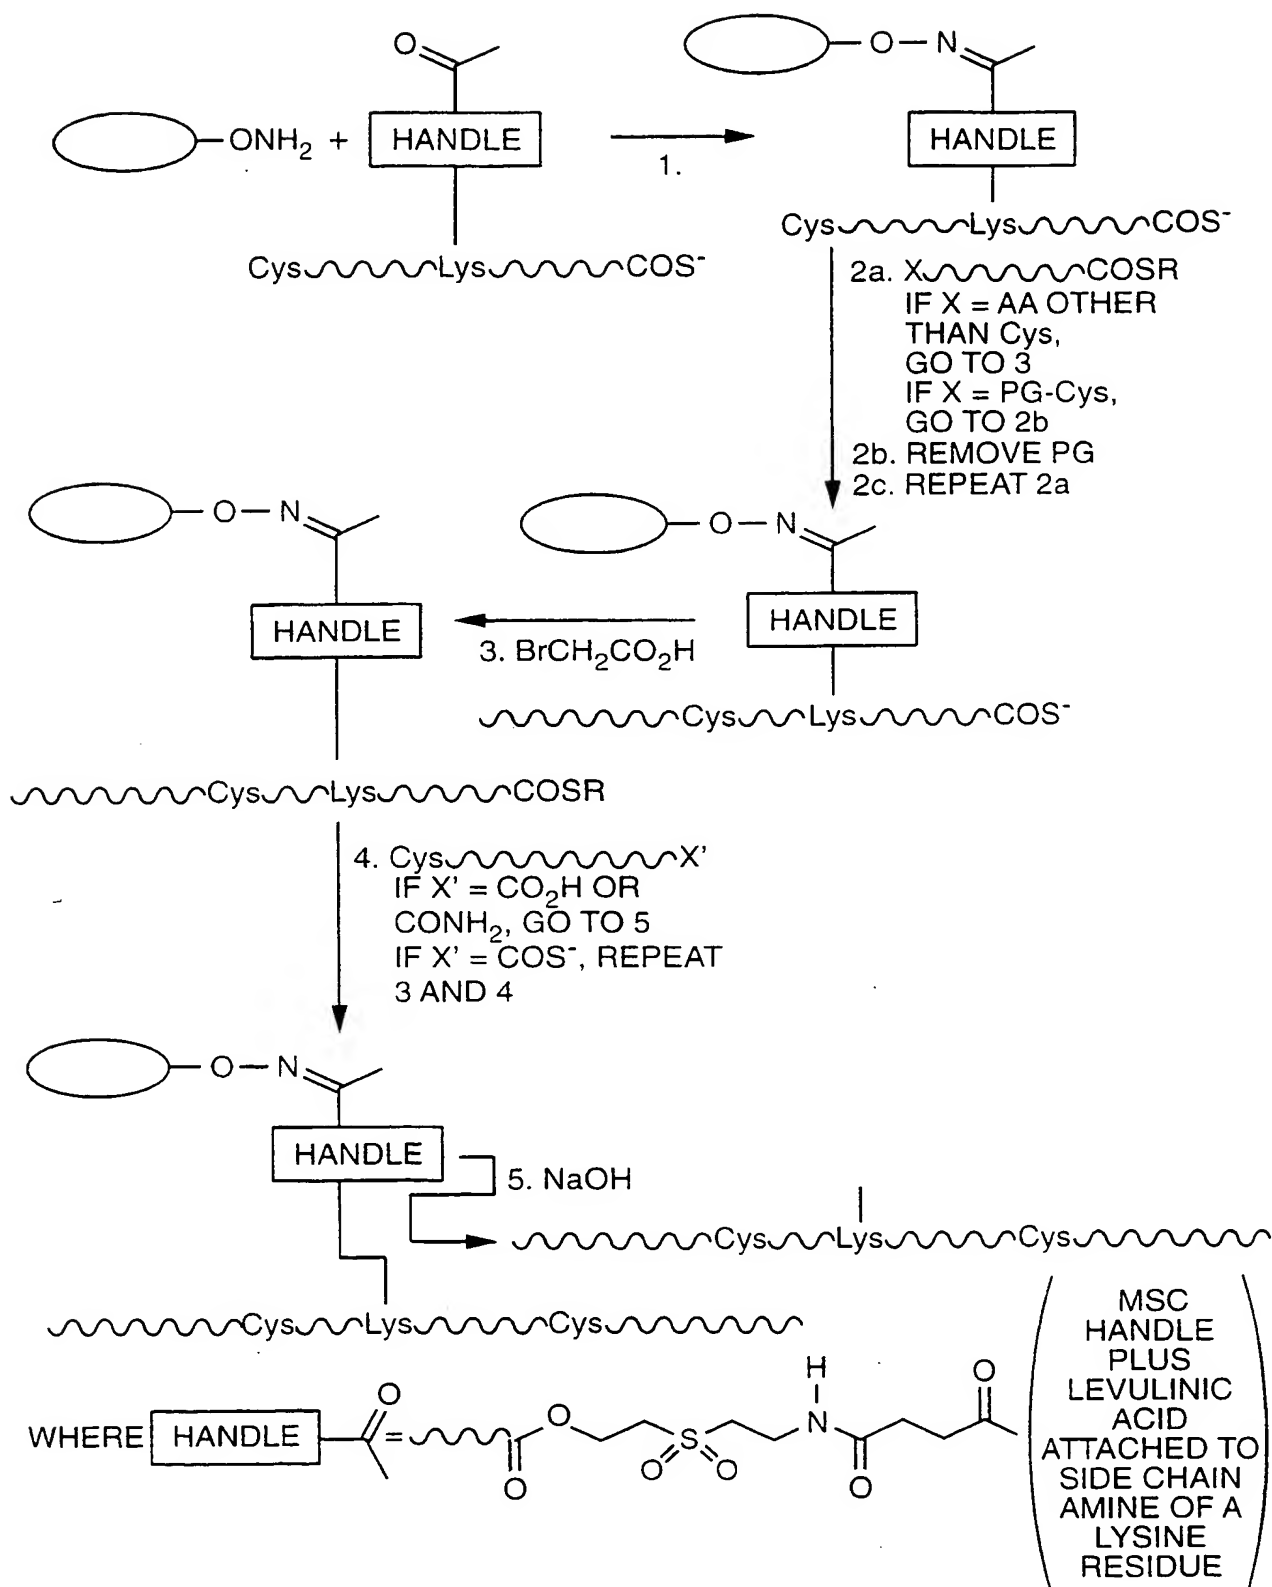 ONH₂ + HANDLE
O
1.
Cys Lys COS⁻
O N
HANDLE
Cys Lys COS⁻
2a. X COSR
IF X = AA OTHER
THAN Cys,
GO TO 3
IF X = PG-Cys,
GO TO 2b
2b. REMOVE PG
2c. REPEAT 2a
O N
HANDLE
Cys Lys COS⁻
3. BrCH₂CO₂H
O N
HANDLE
Cys Lys COSR
4. Cys X'
IF X' = CO₂H OR
CONH₂, GO TO 5
IF X' = COS⁻, REPEAT
3 AND 4
O N
HANDLE
5. NaOH
Cys Lys Cys
Cys Lys Cys
WHERE HANDLE O = O O S O O H N O O
MSC
HANDLE
PLUS
LEVULINIC
ACID
ATTACHED TO
SIDE CHAIN
AMINE OF A
LYSINE
RESIDUE